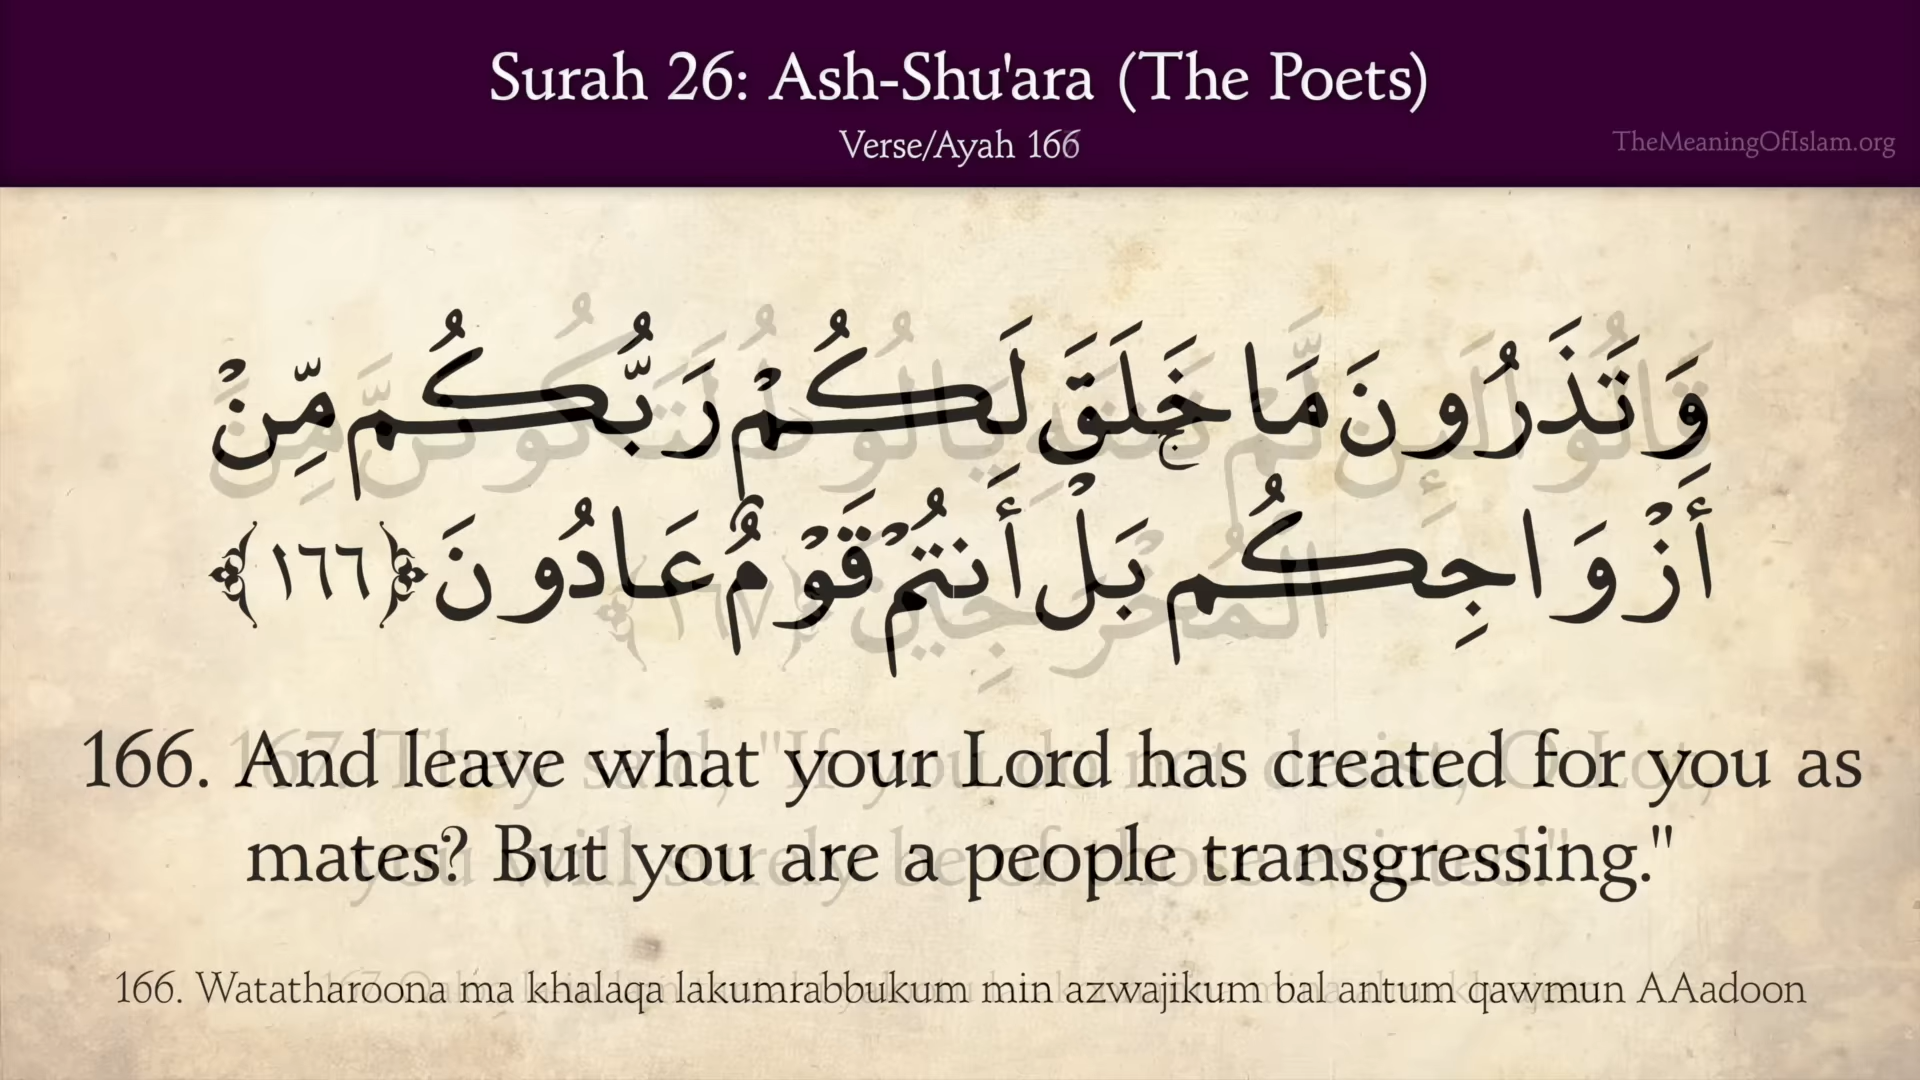 Surah 26: Ash-Shu'ara (The Poets)
Verse/Ayah 166
TheMeaningOfIslam.org
وَتَذَرُونَ مَا خَلَقَ لَكُمْ رَبُّكُم مِّنْ
أَزْوَاجِكُم ۚ بَلْ أَنتُمْ قَوْمٌ عَادُونَ ﴿١٦٦﴾
166. And leave what your Lord has created for you as
mates? But you are a people transgressing."
166. Watatharoona ma khalaqa lakumrabbukum min azwajikum bal antum qawmun AAadoon